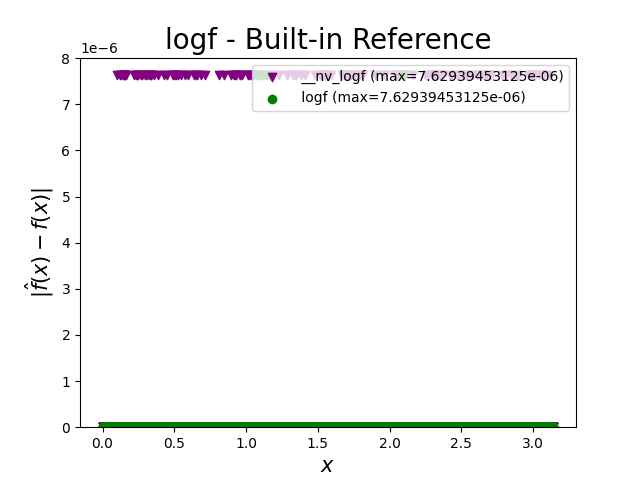 logf - Built-in Reference
1e−6
8
7
6
5
4
3
2
1
0
|f̂(x) − f(x)|
__nv_logf (max=7.62939453125e-06)
logf (max=7.62939453125e-06)
0.0 0.5 1.0 1.5 2.0 2.5 3.0
x